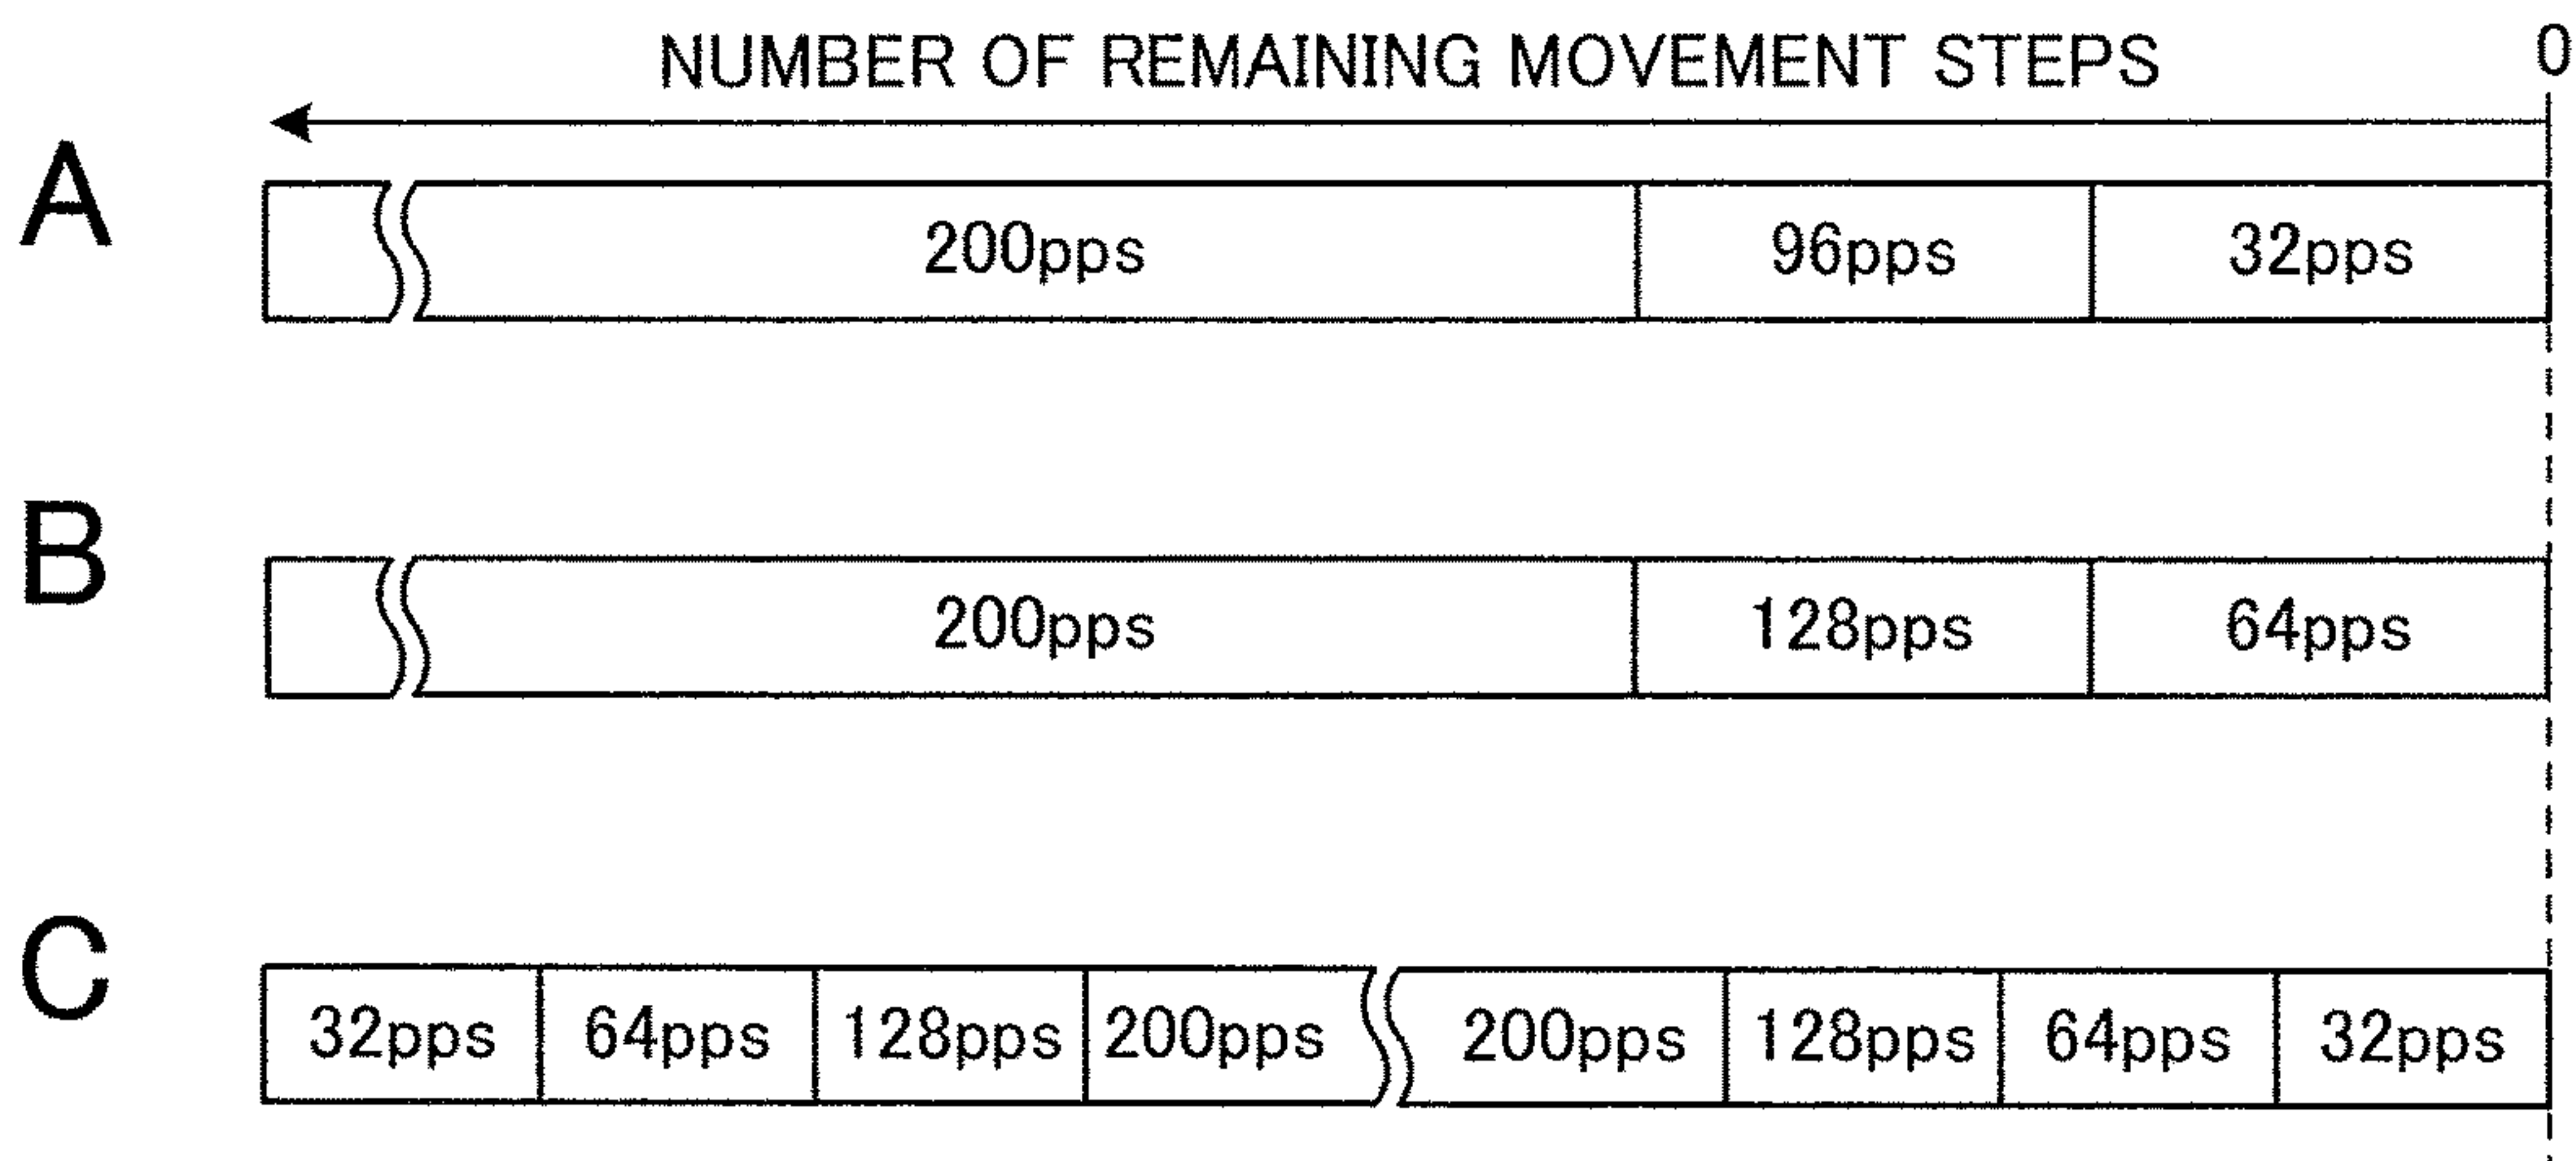 NUMBER OF REMAINING MOVEMENT STEPS 0
A
200pps 96pps 32pps
B
200pps 128pps 64pps
C
32pps 64pps 128pps 200pps 200pps 128pps 64pps 32pps